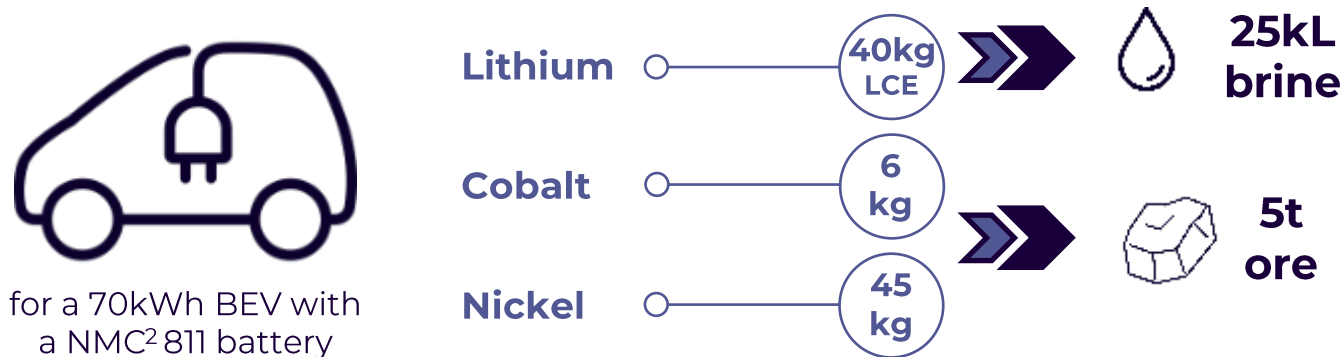 Lithium
40kg
LCE
25kL
brine
Cobalt
6
kg
5t
ore
Nickel
45
kg
for a 70kWh BEV with
a NMC² 811 battery